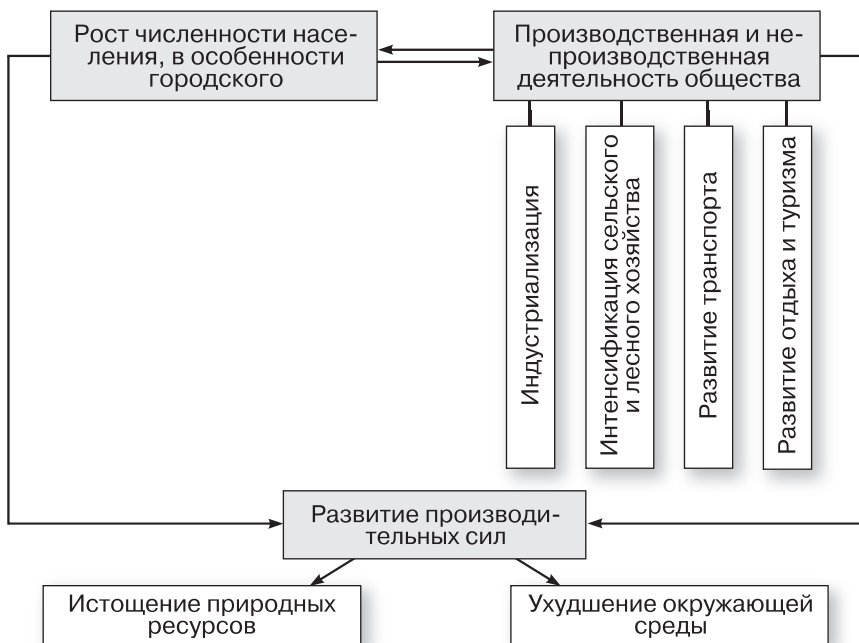 Рост численности насе-
ления, в особенности
городского
Производственная и не-
производственная
деятельность общества
Индустриализация
Интенсификация сельского
и лесного хозяйства
Развитие транспорта
Развитие отдыха и туризма
Развитие производи-
тельных сил
Истощение природных
ресурсов
Ухудшение окружающей
среды